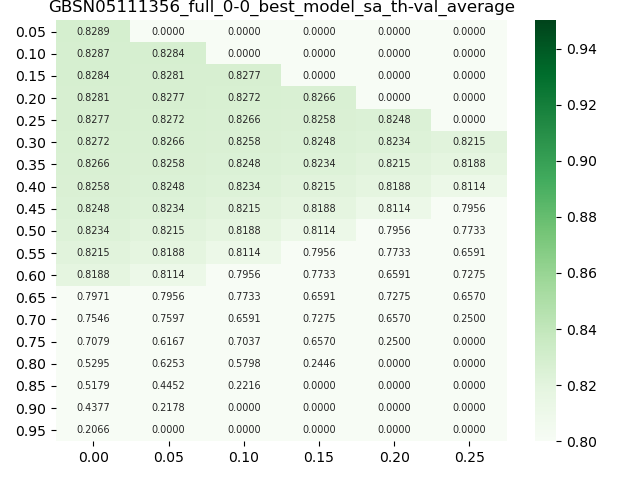 GBSN05111356_full_0-0_best_model_sa_th-val_average
0.05 0.8289 0.0000 0.0000 0.0000 0.0000 0.0000
0.10 0.8287 0.8284 0.0000 0.0000 0.0000 0.0000
0.15 0.8284 0.8281 0.8277 0.0000 0.0000 0.0000
0.20 0.8281 0.8277 0.8272 0.8266 0.0000 0.0000
0.25 0.8277 0.8272 0.8266 0.8258 0.8248 0.0000
0.30 0.8272 0.8266 0.8258 0.8248 0.8234 0.8215
0.35 0.8266 0.8258 0.8248 0.8234 0.8215 0.8188
0.40 0.8258 0.8248 0.8234 0.8215 0.8188 0.8114
0.45 0.8248 0.8234 0.8215 0.8188 0.8114 0.7956
0.50 0.8234 0.8215 0.8188 0.8114 0.7956 0.7733
0.55 0.8215 0.8188 0.8114 0.7956 0.7733 0.6591
0.60 0.8188 0.8114 0.7956 0.7733 0.6591 0.7275
0.65 0.7971 0.7956 0.7733 0.6591 0.7275 0.6570
0.70 0.7546 0.7597 0.6591 0.7275 0.6570 0.2500
0.75 0.7079 0.6167 0.7037 0.6570 0.2500 0.0000
0.80 0.5295 0.6253 0.5798 0.2446 0.0000 0.0000
0.85 0.5179 0.4452 0.2216 0.0000 0.0000 0.0000
0.90 0.4377 0.2178 0.0000 0.0000 0.0000 0.0000
0.95 0.2066 0.0000 0.0000 0.0000 0.0000 0.0000
0.00 0.05 0.10 0.15 0.20 0.25
0.94
0.92
0.90
0.88
0.86
0.84
0.82
0.80